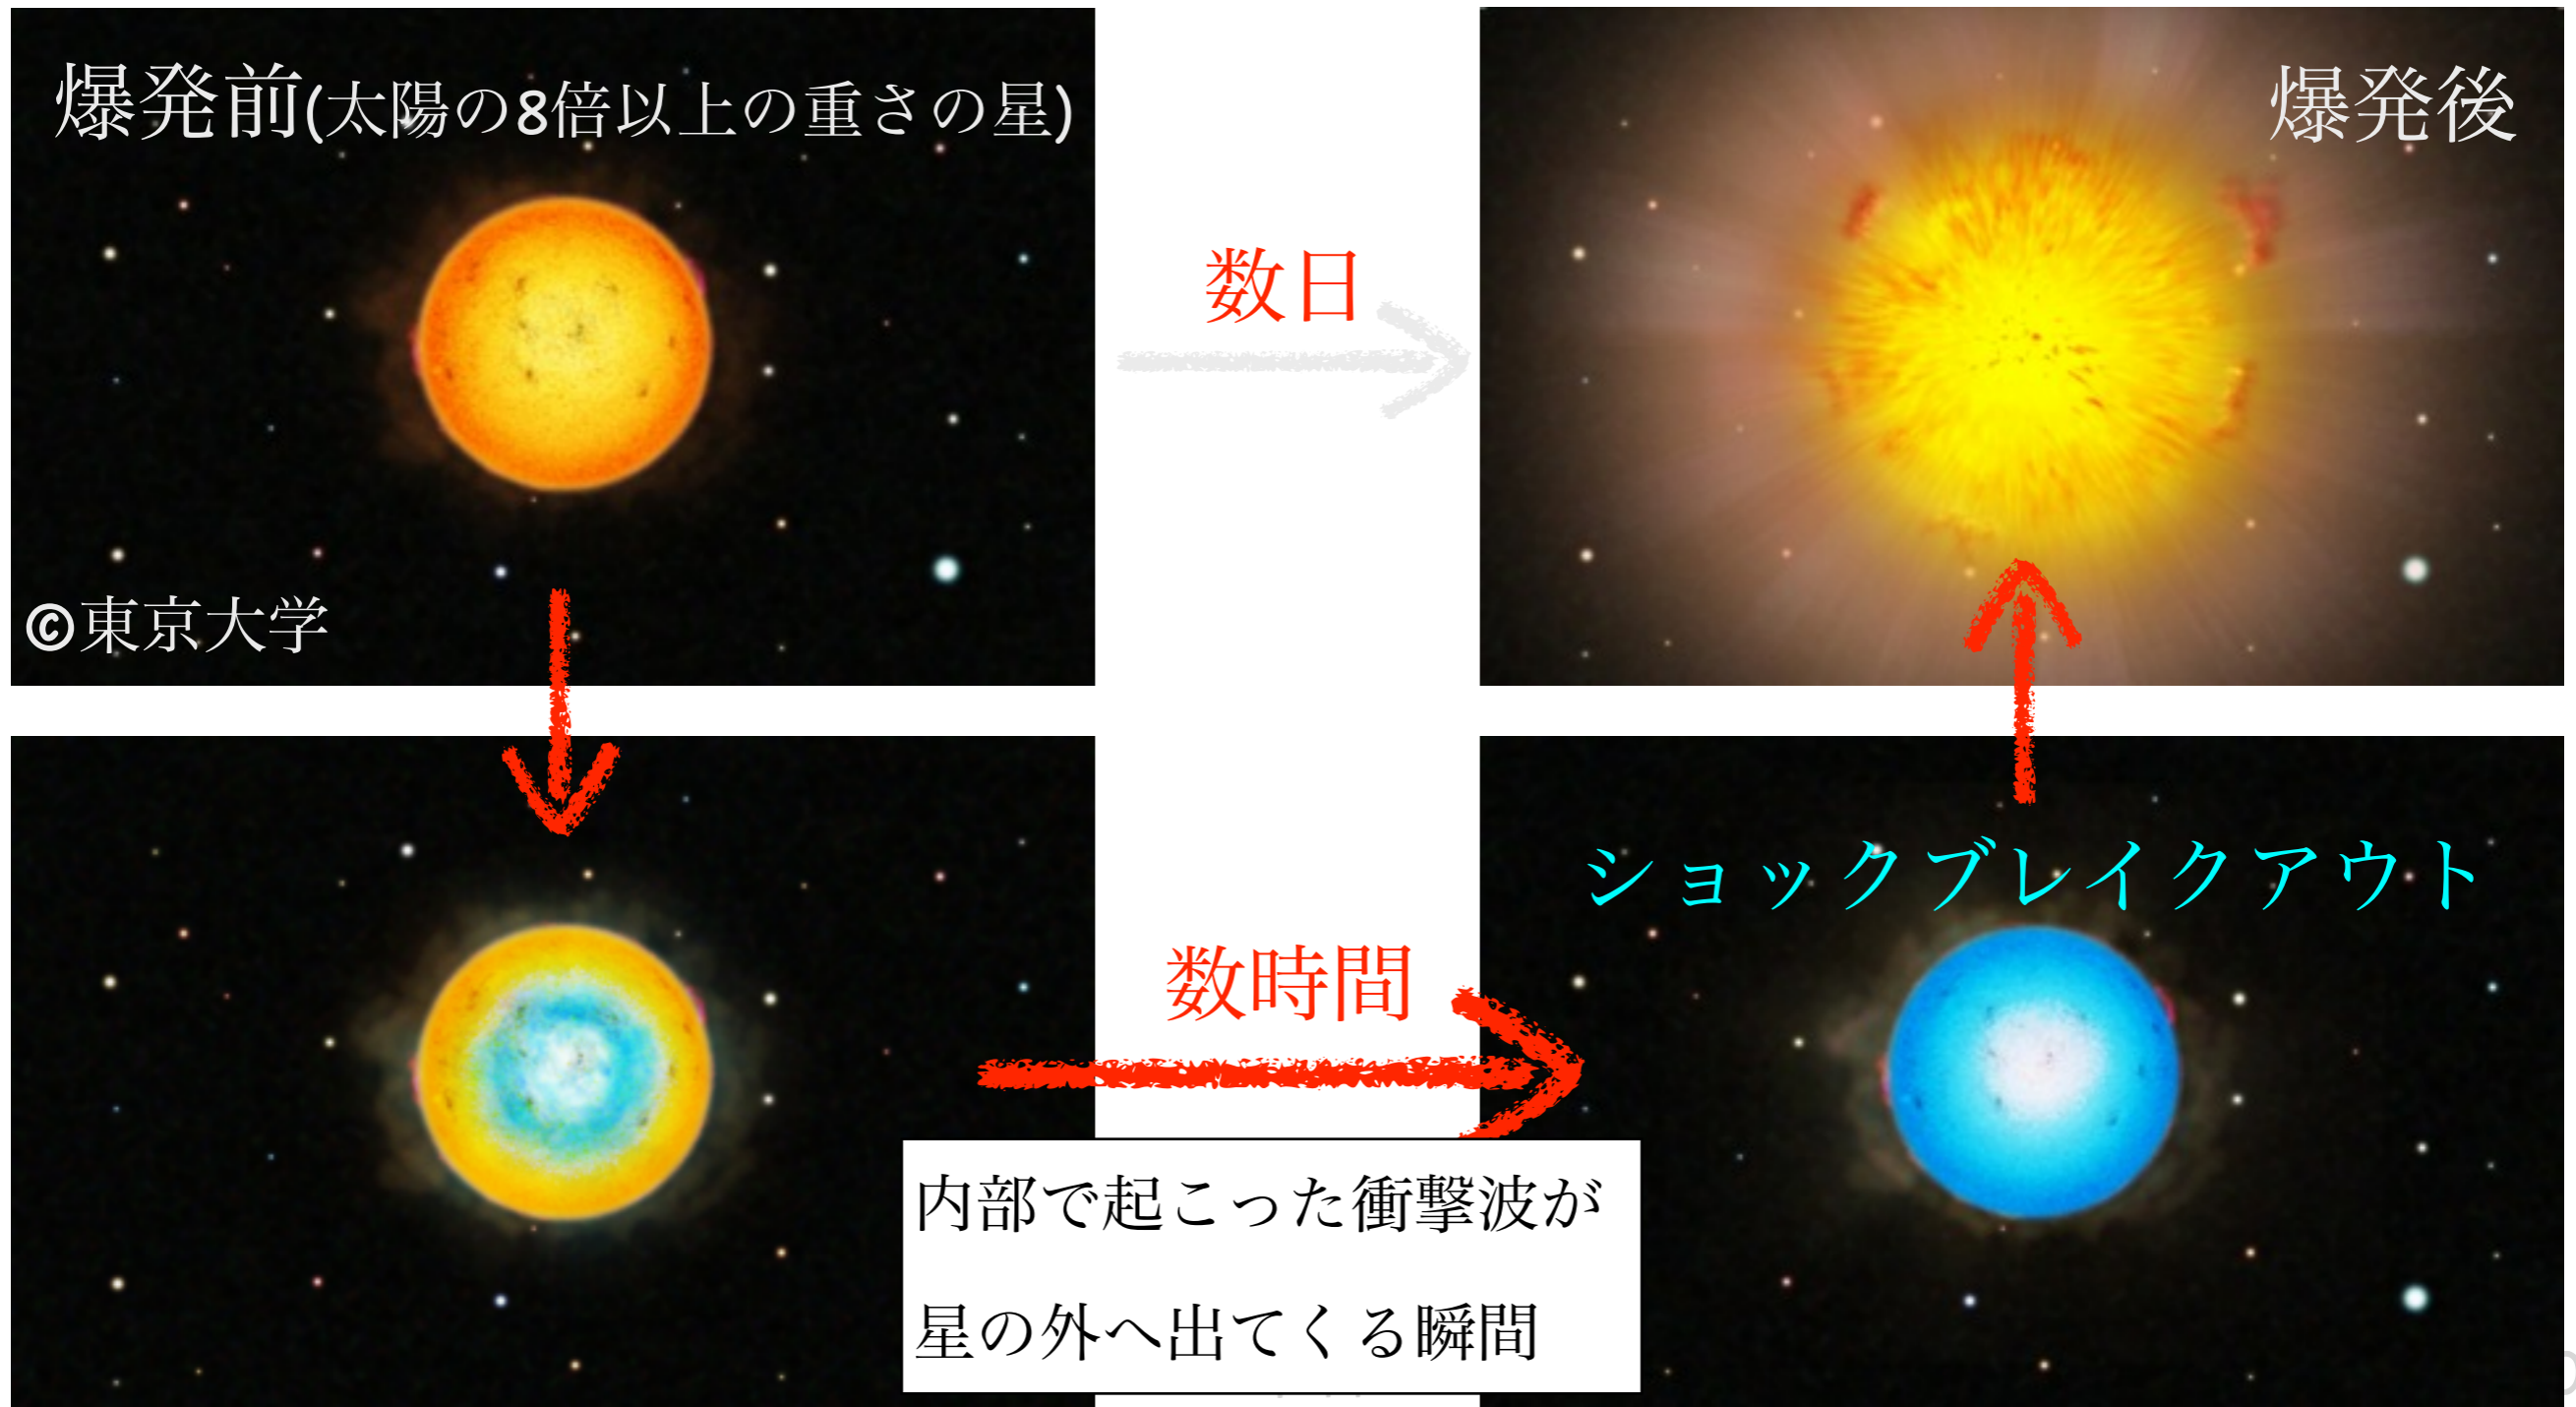 爆発前(太陽の8倍以上の重さの星)
爆発後
数日
©東京大学
ショックブレイクアウト
数時間
内部で起こった衝撃波が
星の外へ出てくる瞬間